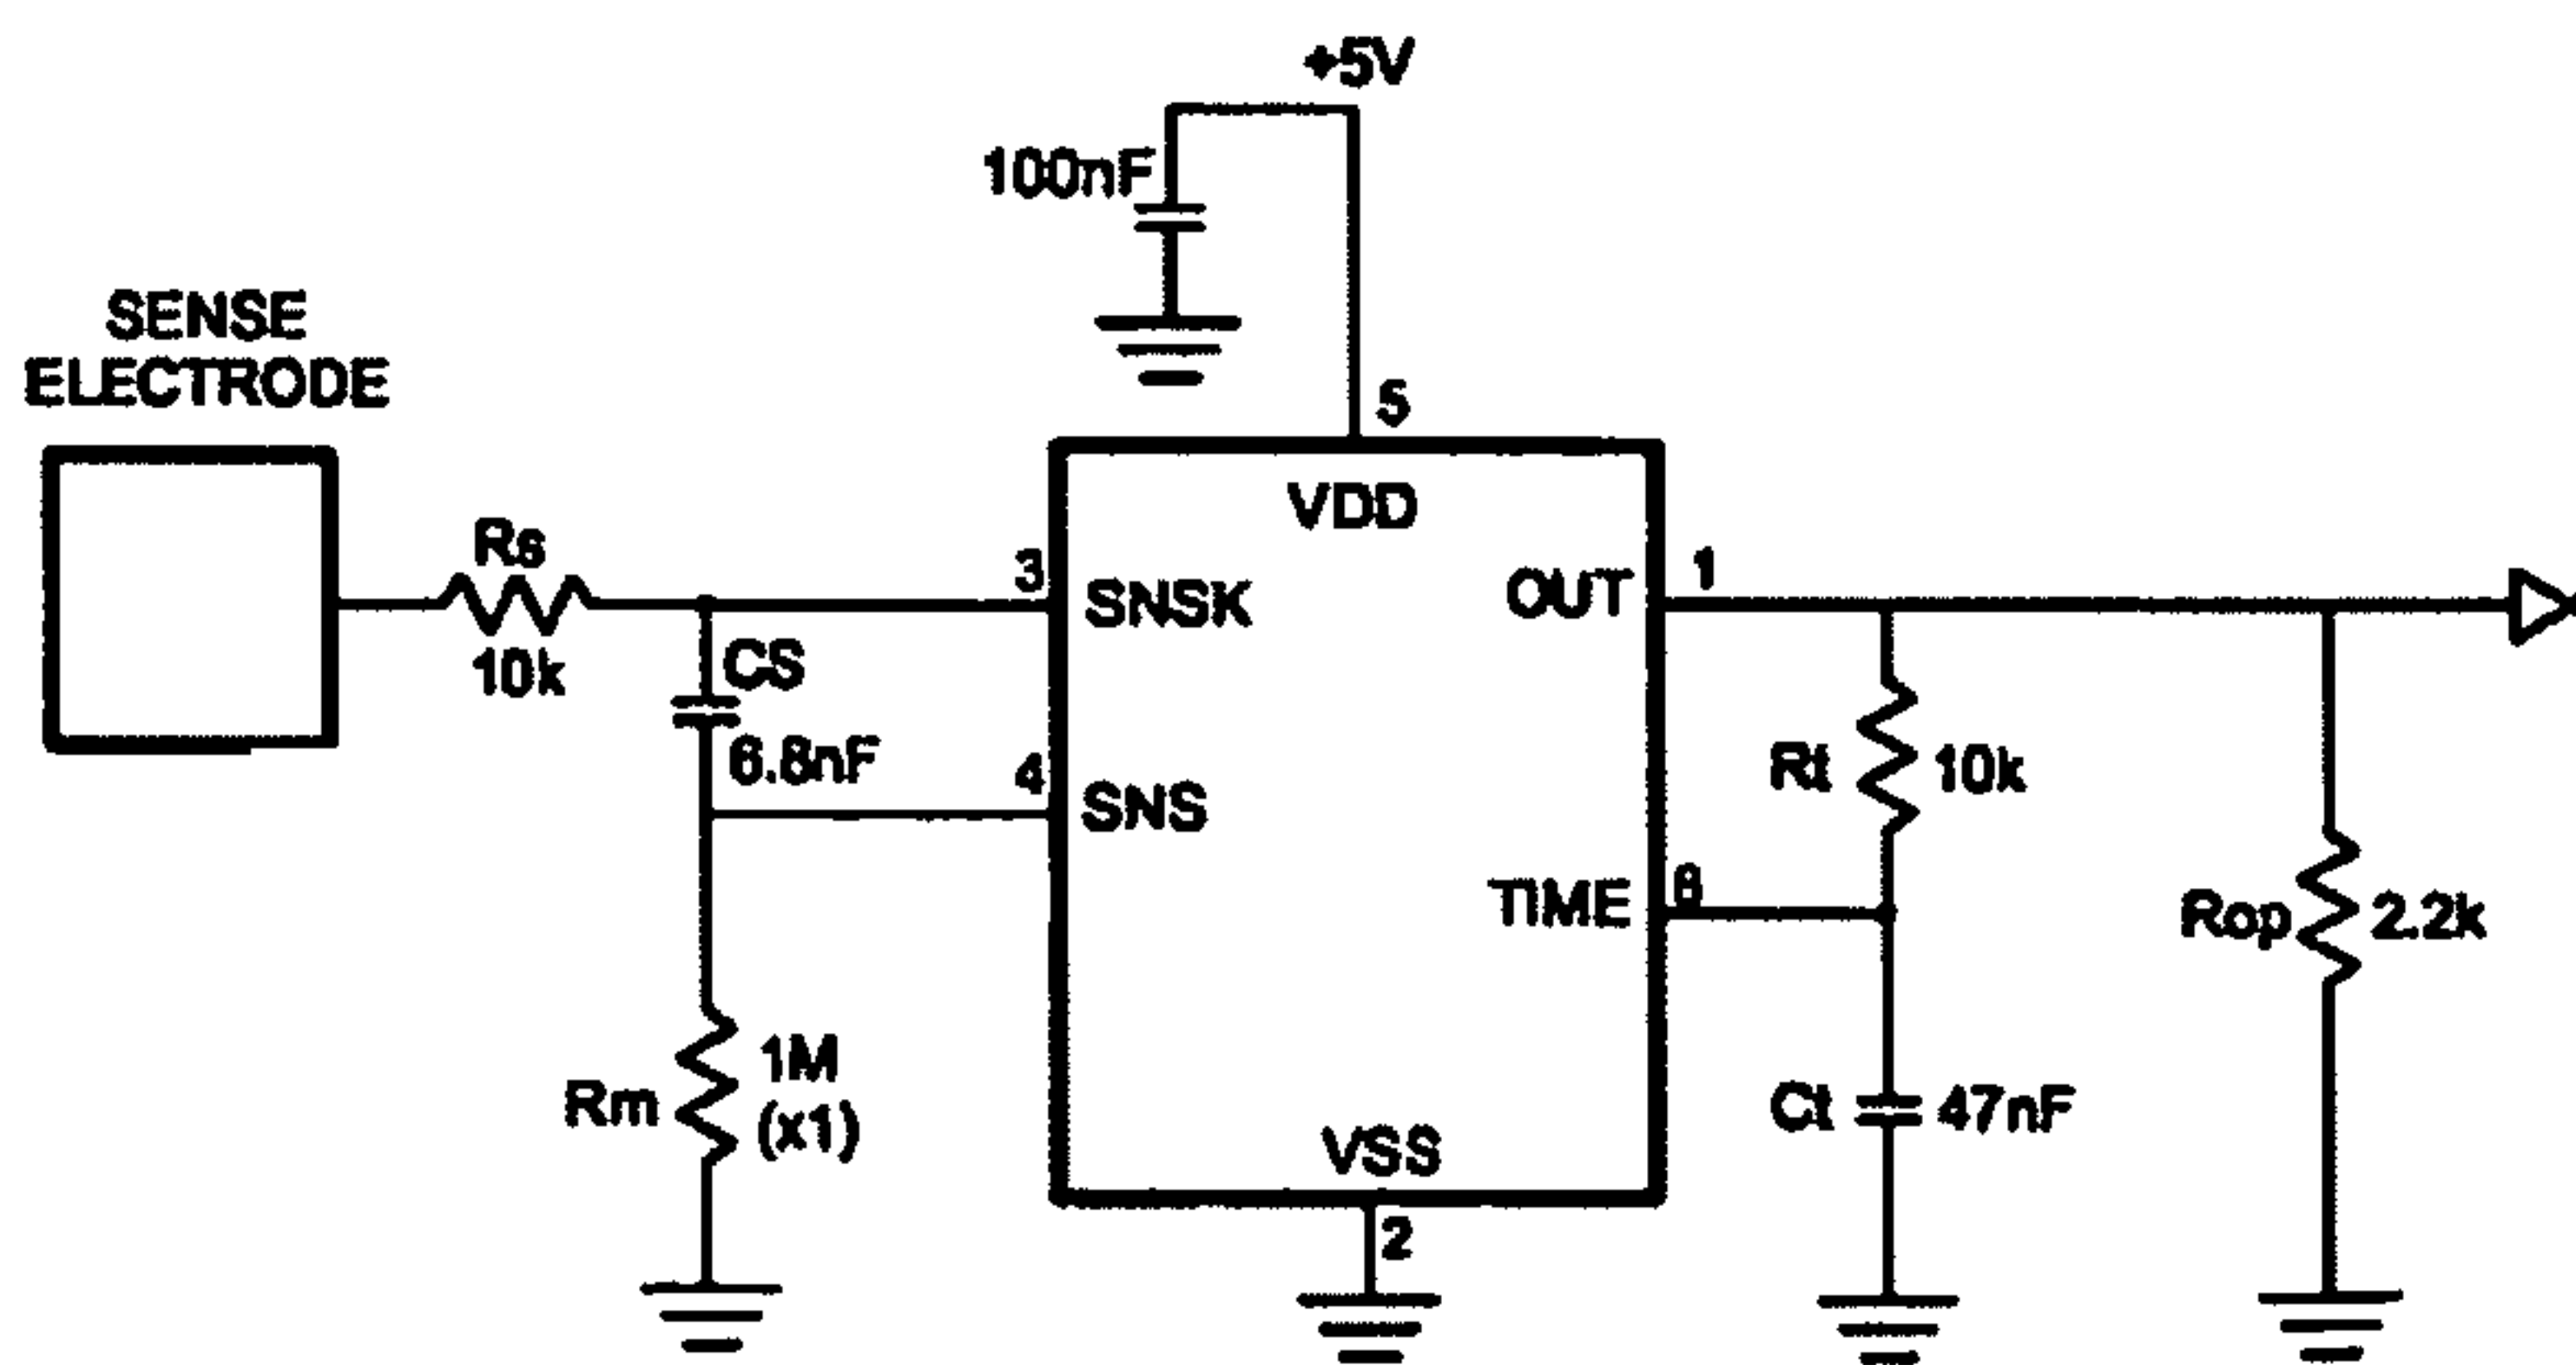 +5V
100nF
SENSE
ELECTRODE
5
VDD
Rs
10k
3
SNSK
OUT
1
CS
6.8nF
4
SNS
Rt
10k
TIME
6
Rop
2.2k
Rm
1M
(x1)
Ct
47nF
VSS
2